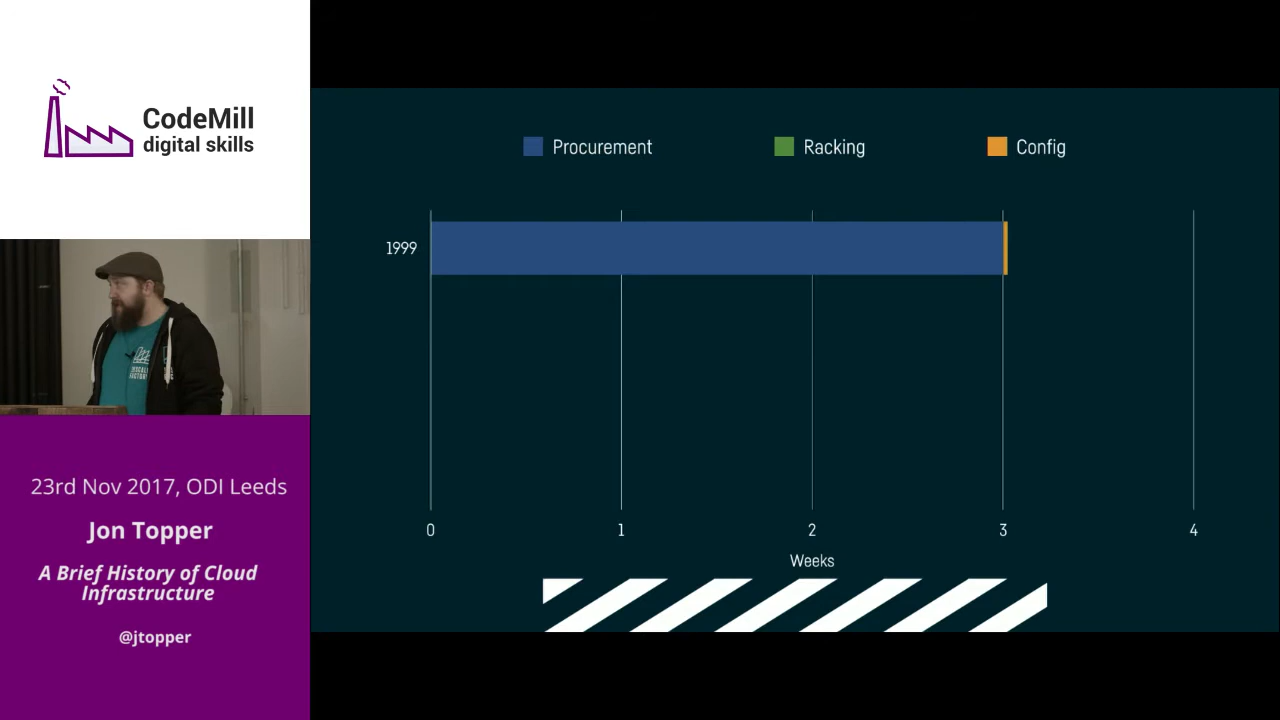 CodeMill
digital skills
23rd Nov 2017, ODI Leeds
Jon Topper
A Brief History of Cloud
Infrastructure
@jtopper
Procurement
Racking
Config
1999
0
1
2
3
4
Weeks